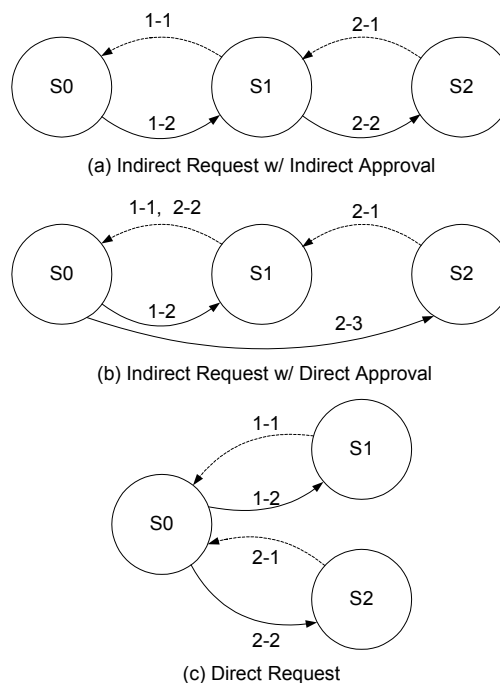 1-1
2-1
S0
S1
S2
1-2
2-2
(a) Indirect Request w/ Indirect Approval
1-1, 2-2
2-1
S0
S1
S2
1-2
2-3
(b) Indirect Request w/ Direct Approval
1-1
S1
1-2
S0
2-1
S2
2-2
(c) Direct Request